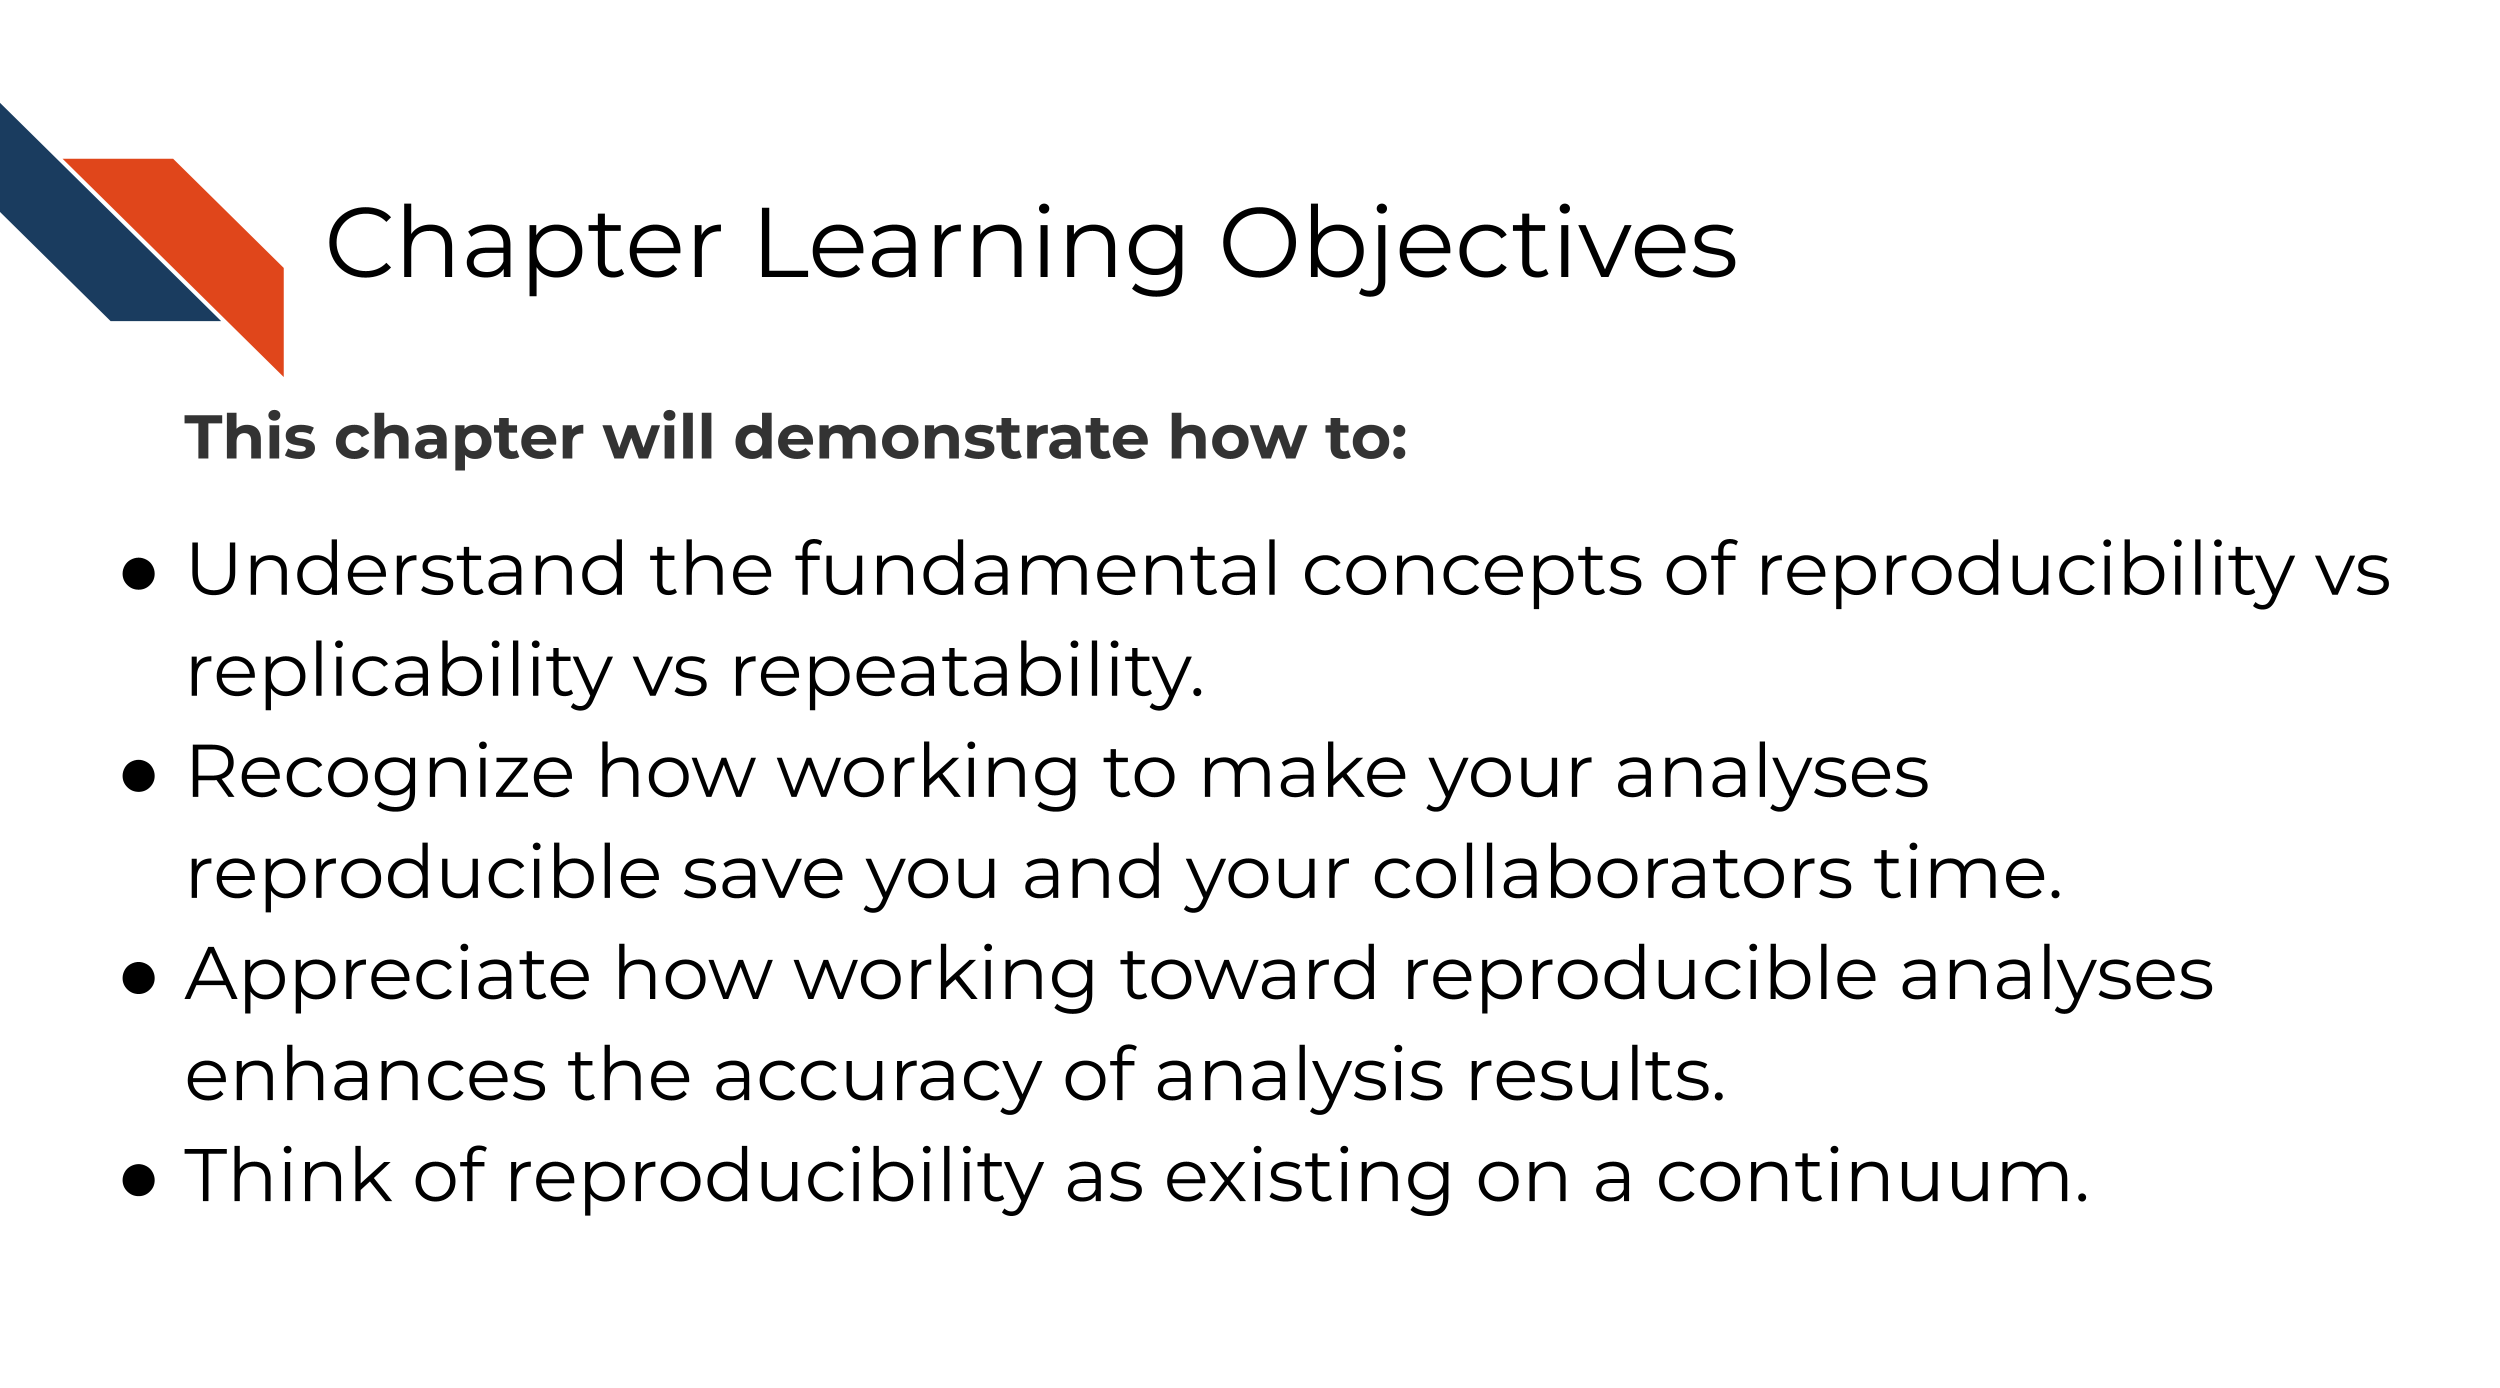 Chapter Learning Objectives
This chapter will demonstrate how to:
● Understand the fundamental concepts of reproducibility vs
replicability vs repeatability.
● Recognize how working to make your analyses
reproducible save you and your collaborators time.
● Appreciate how working toward reproducible analyses
enhances the accuracy of analysis results.
● Think of reproducibility as existing on a continuum.